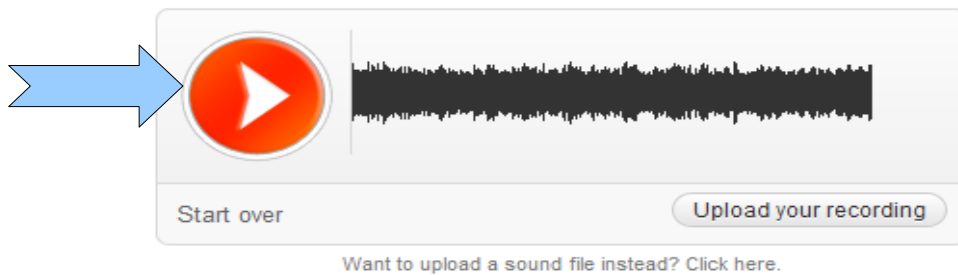 Start over
Upload your recording
Want to upload a sound file instead? Click here.